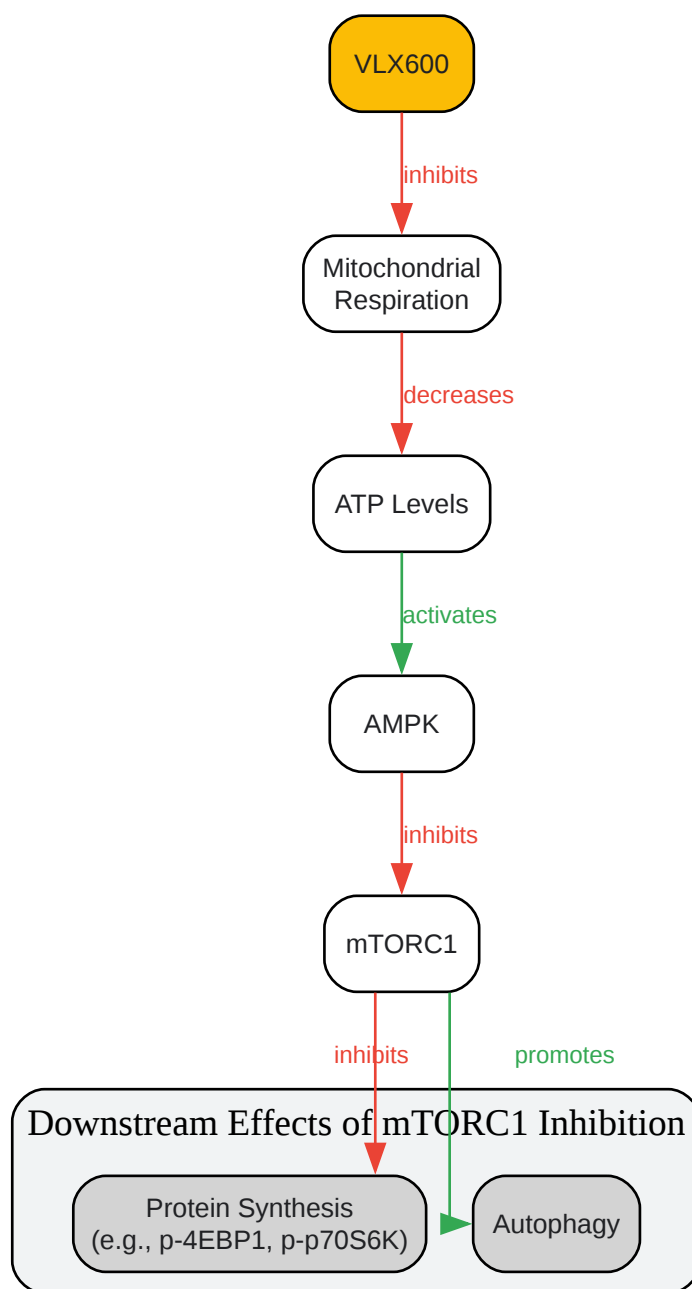 VLX600
inhibits
Mitochondrial
Respiration
decreases
ATP Levels
activates
AMPK
inhibits
mTORC1
inhibits
promotes
Downstream Effects of mTORC1 Inhibition
Protein Synthesis
(e.g., p-4EBP1, p-p70S6K)
Autophagy